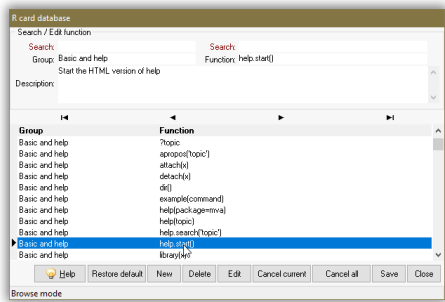 R card database
Search / Edit function
Search: Search:
Group: Basic and help Function: help.start()
Description: Start the HTML version of help
Group Function
Basic and help ?topic
Basic and help apropos('topic')
Basic and help attach(x)
Basic and help detach(x)
Basic and help dir()
Basic and help example(command)
Basic and help help(package=mva)
Basic and help help(topic)
Basic and help help.search('topic')
Basic and help help.start()
Basic and help library(x)
Help Restore default New Delete Edit Cancel current Cancel all Save Close
Browse mode